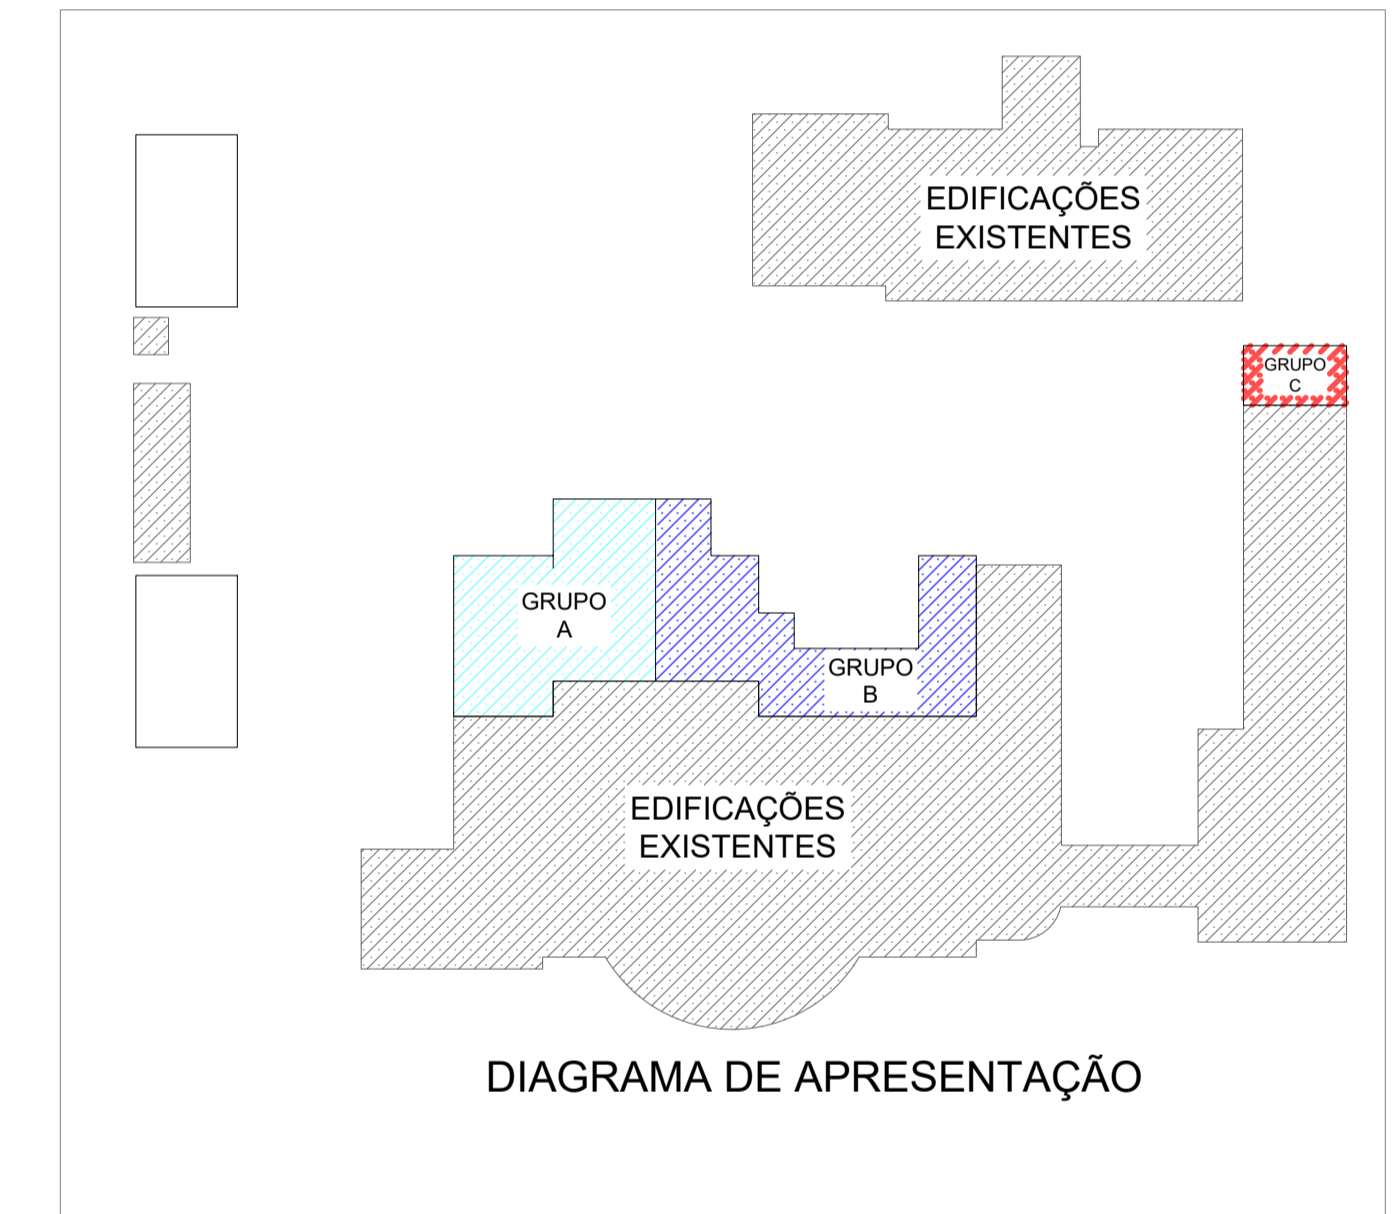 EDIFICAÇÕES
EXISTENTES
GRUPO
C
GRUPO
A
GRUPO
B
EDIFICAÇÕES
EXISTENTES
DIAGRAMA DE APRESENTAÇÃO